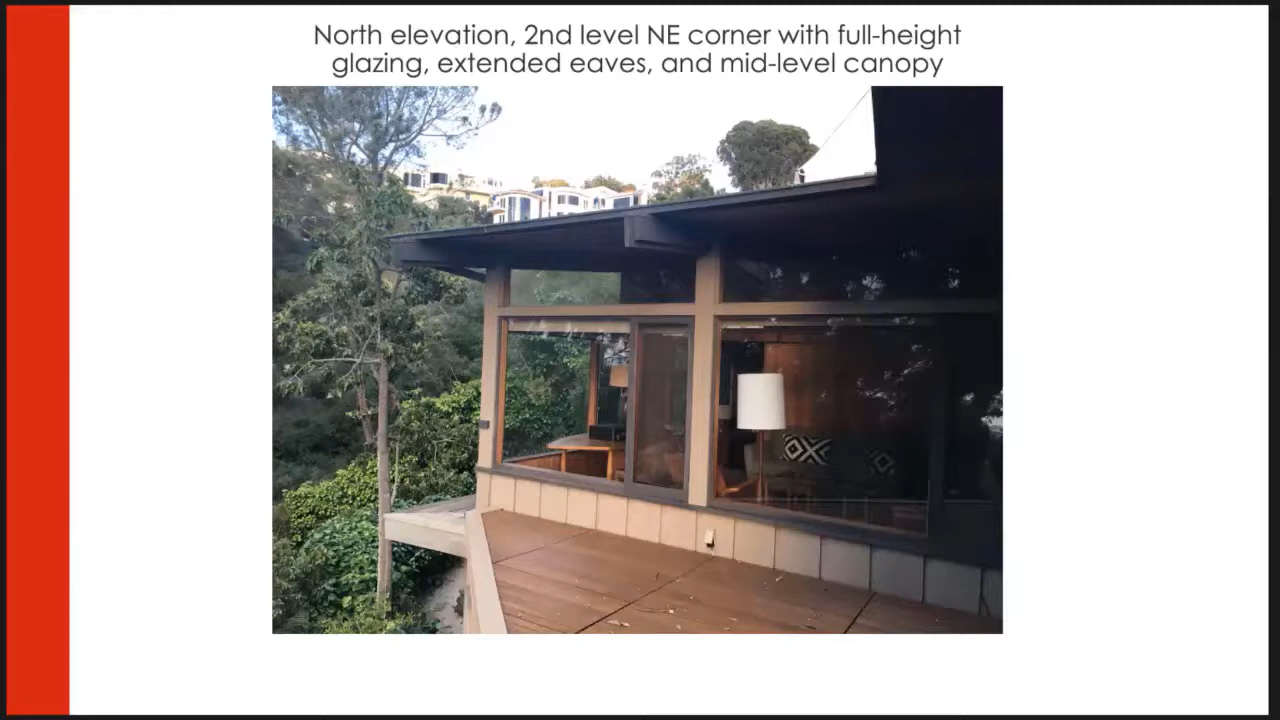 North elevation, 2nd level NE corner with full-height
glazing, extended eaves, and mid-level canopy